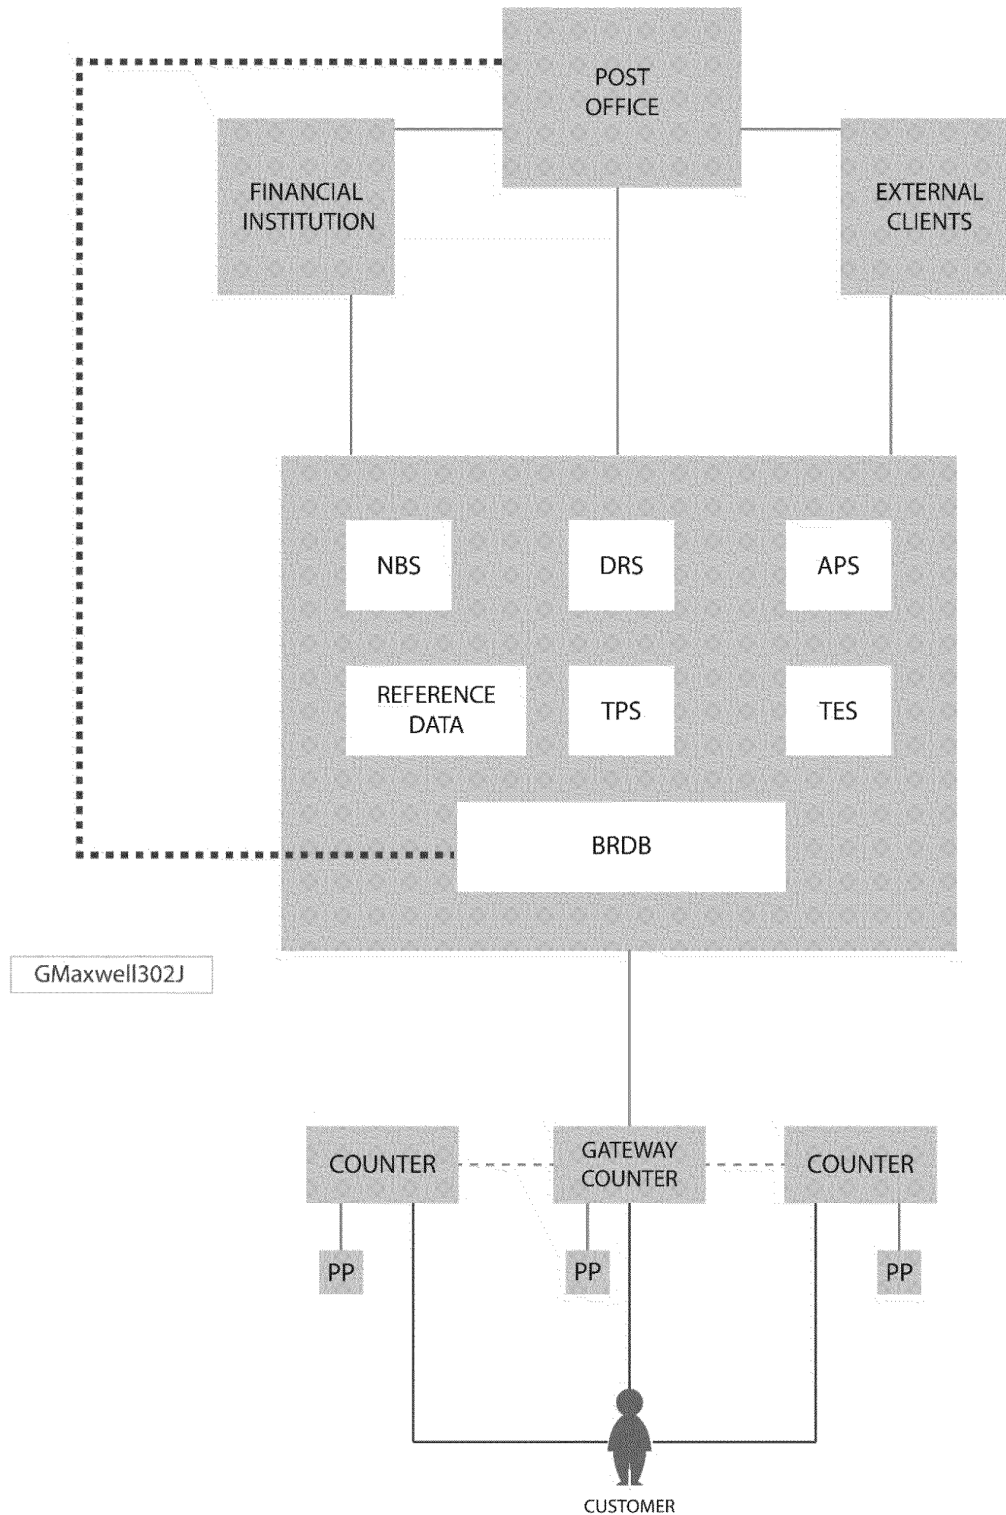 POST
OFFICE
FINANCIAL
INSTITUTION
EXTERNAL
CLIENTS
NBS
DRS
APS
REFERENCE
DATA
TPS
TES
BRDB
GMaxwell302J
COUNTER
GATEWAY
COUNTER
COUNTER
PP
PP
PP
CUSTOMER